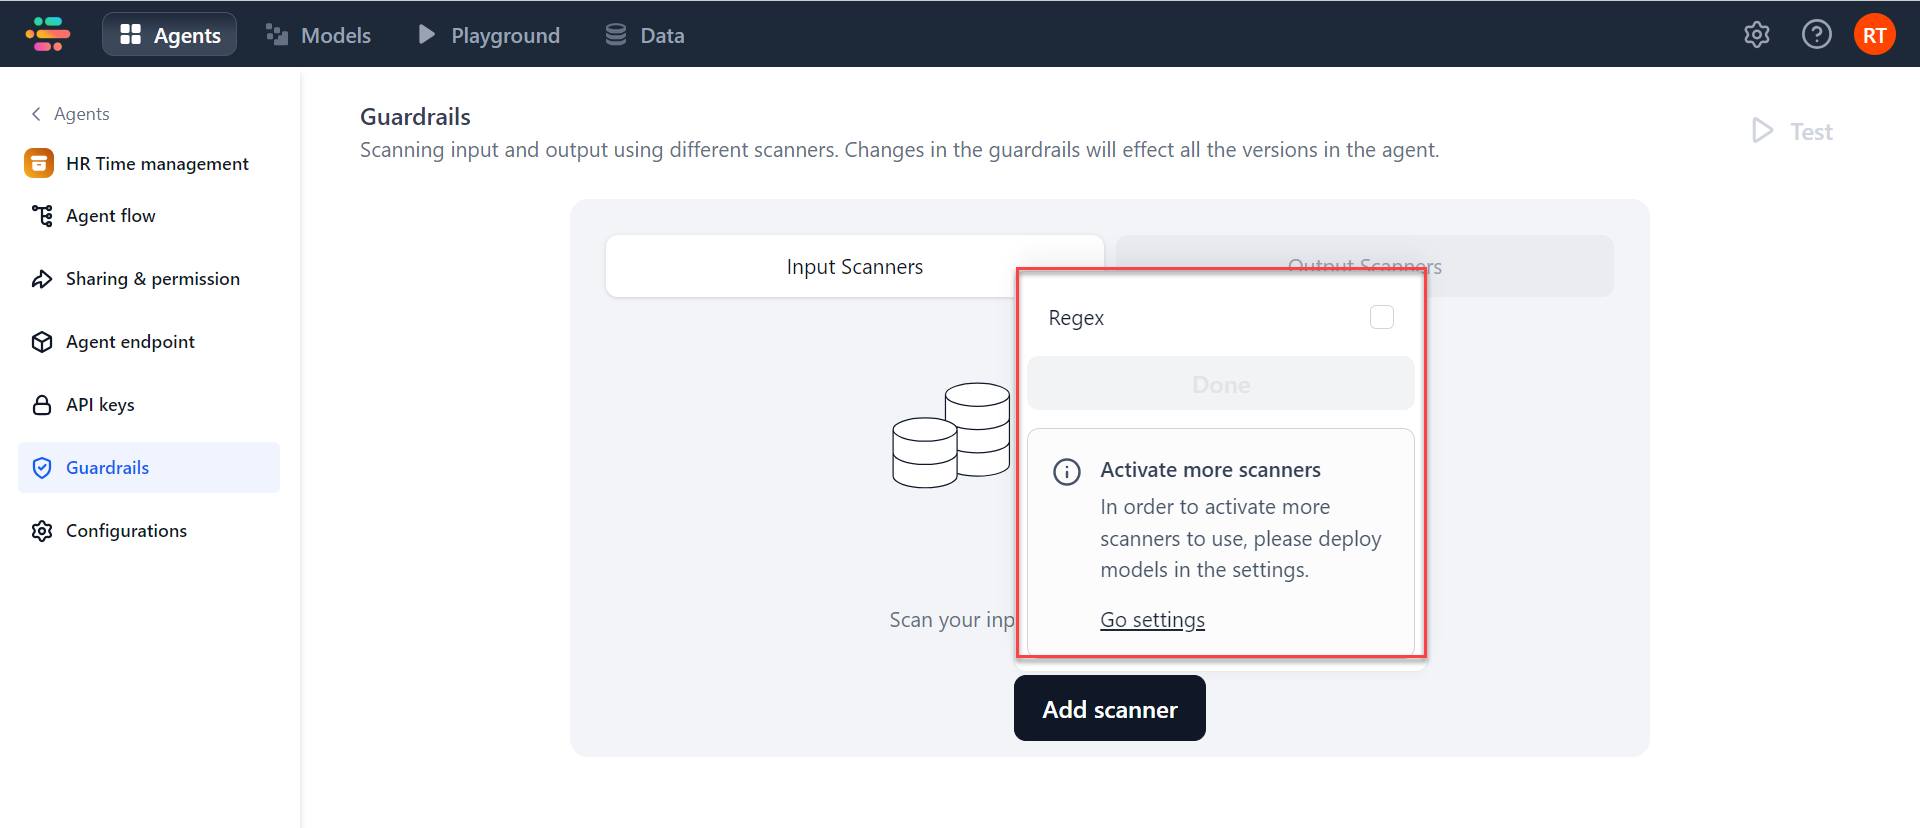 Agents
Models
Playground
Data
RT
Agents
HR Time management
Agent flow
Sharing & permission
Agent endpoint
API keys
Guardrails
Configurations
Guardrails
Scanning input and output using different scanners. Changes in the guardrails will effect all the versions in the agent.
Test
Input Scanners
Output Scanners
Regex
Done
Activate more scanners
In order to activate more
scanners to use, please deploy
models in the settings.
Go settings
Scan your inp
Add scanner